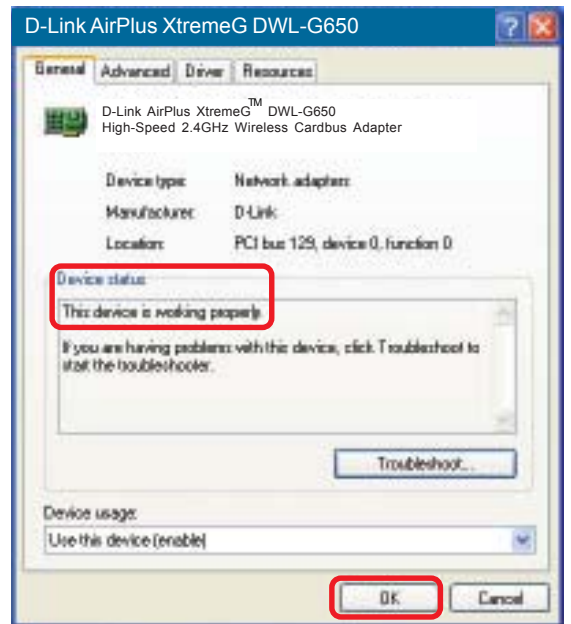 D-Link AirPlus XtremeG DWL-G650
General Advanced Driver Resources
D-Link AirPlus XtremeG™ DWL-G650
High-Speed 2.4GHz Wireless Cardbus Adapter
Device type: Network adapters
Manufacturer: D-Link
Location: PCI bus 129, device 0, function 0
Device status
This device is working properly.
If you are having problems with this device, click Troubleshoot to
start the troubleshooter.
Troubleshoot...
Device usage:
Use this device (enable)
OK Cancel